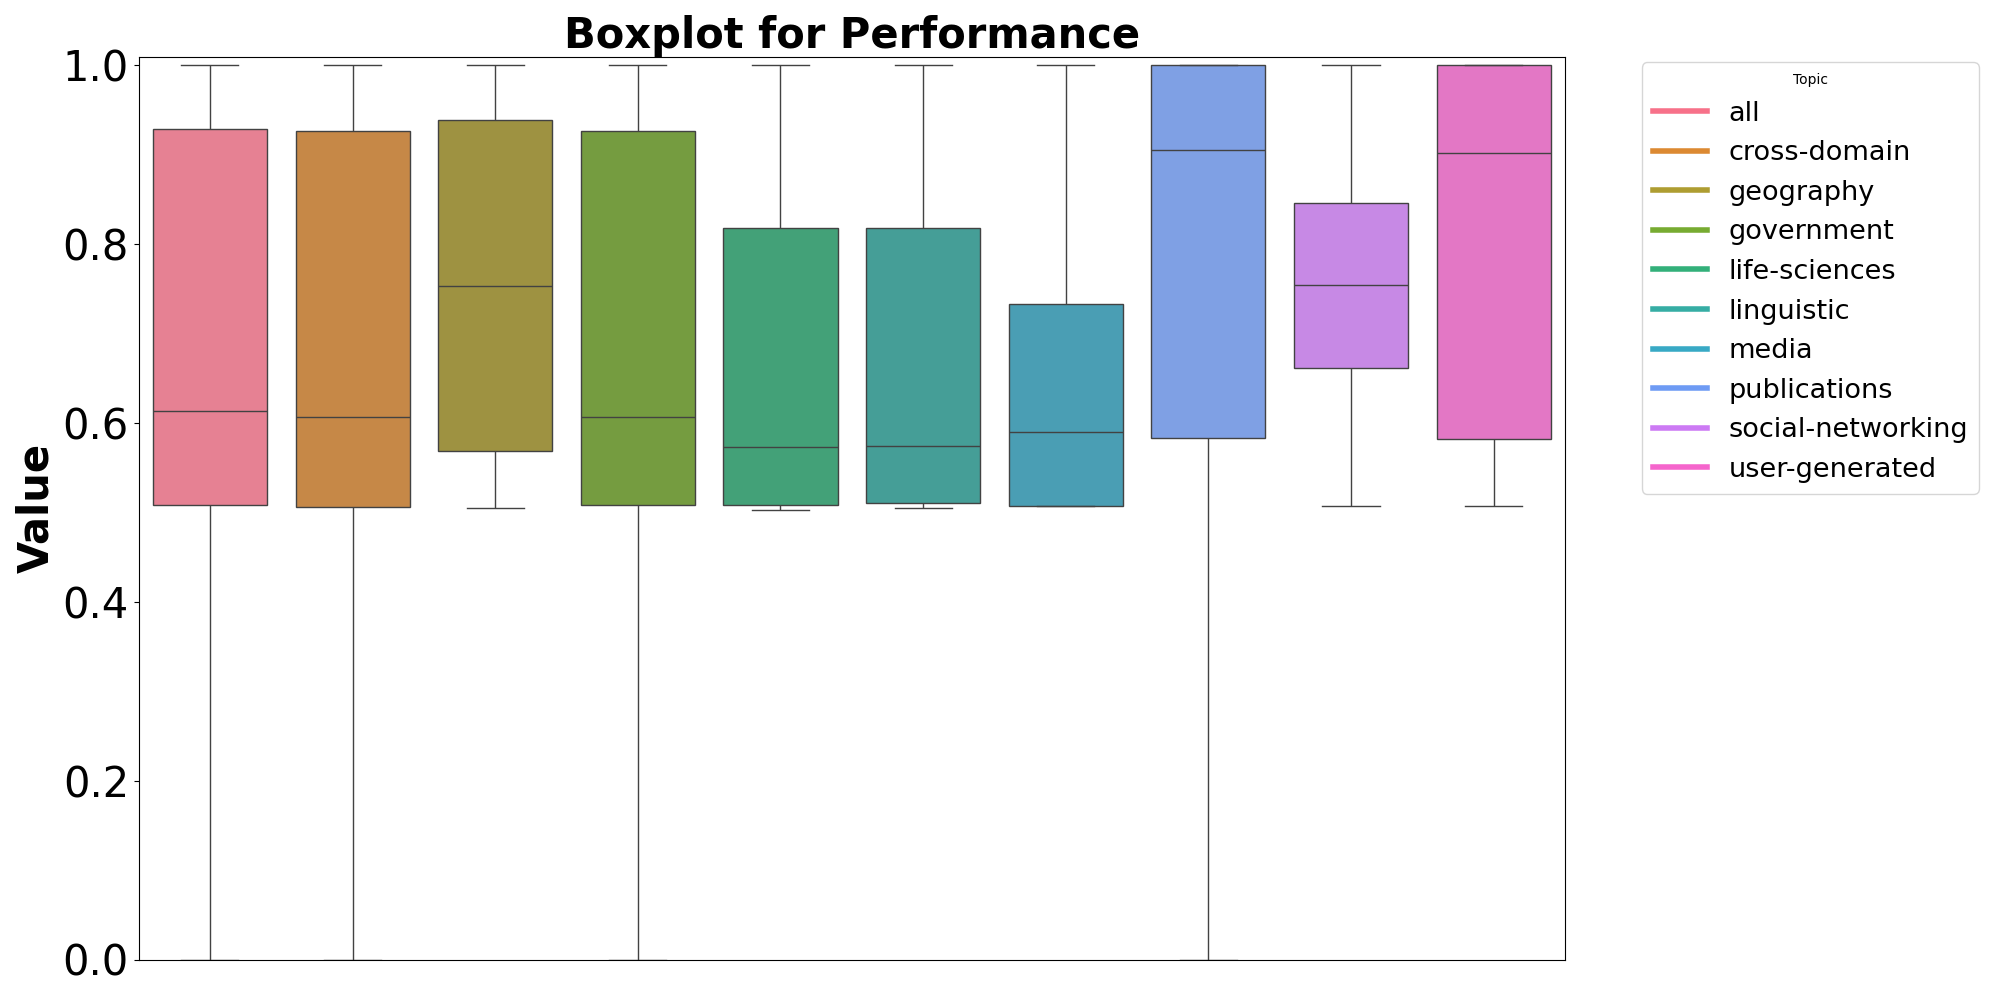 Boxplot for Performance
Value
1.0
0.8
0.6
0.4
0.2
0.0
Topic
all
cross-domain
geography
government
life-sciences
linguistic
media
publications
social-networking
user-generated